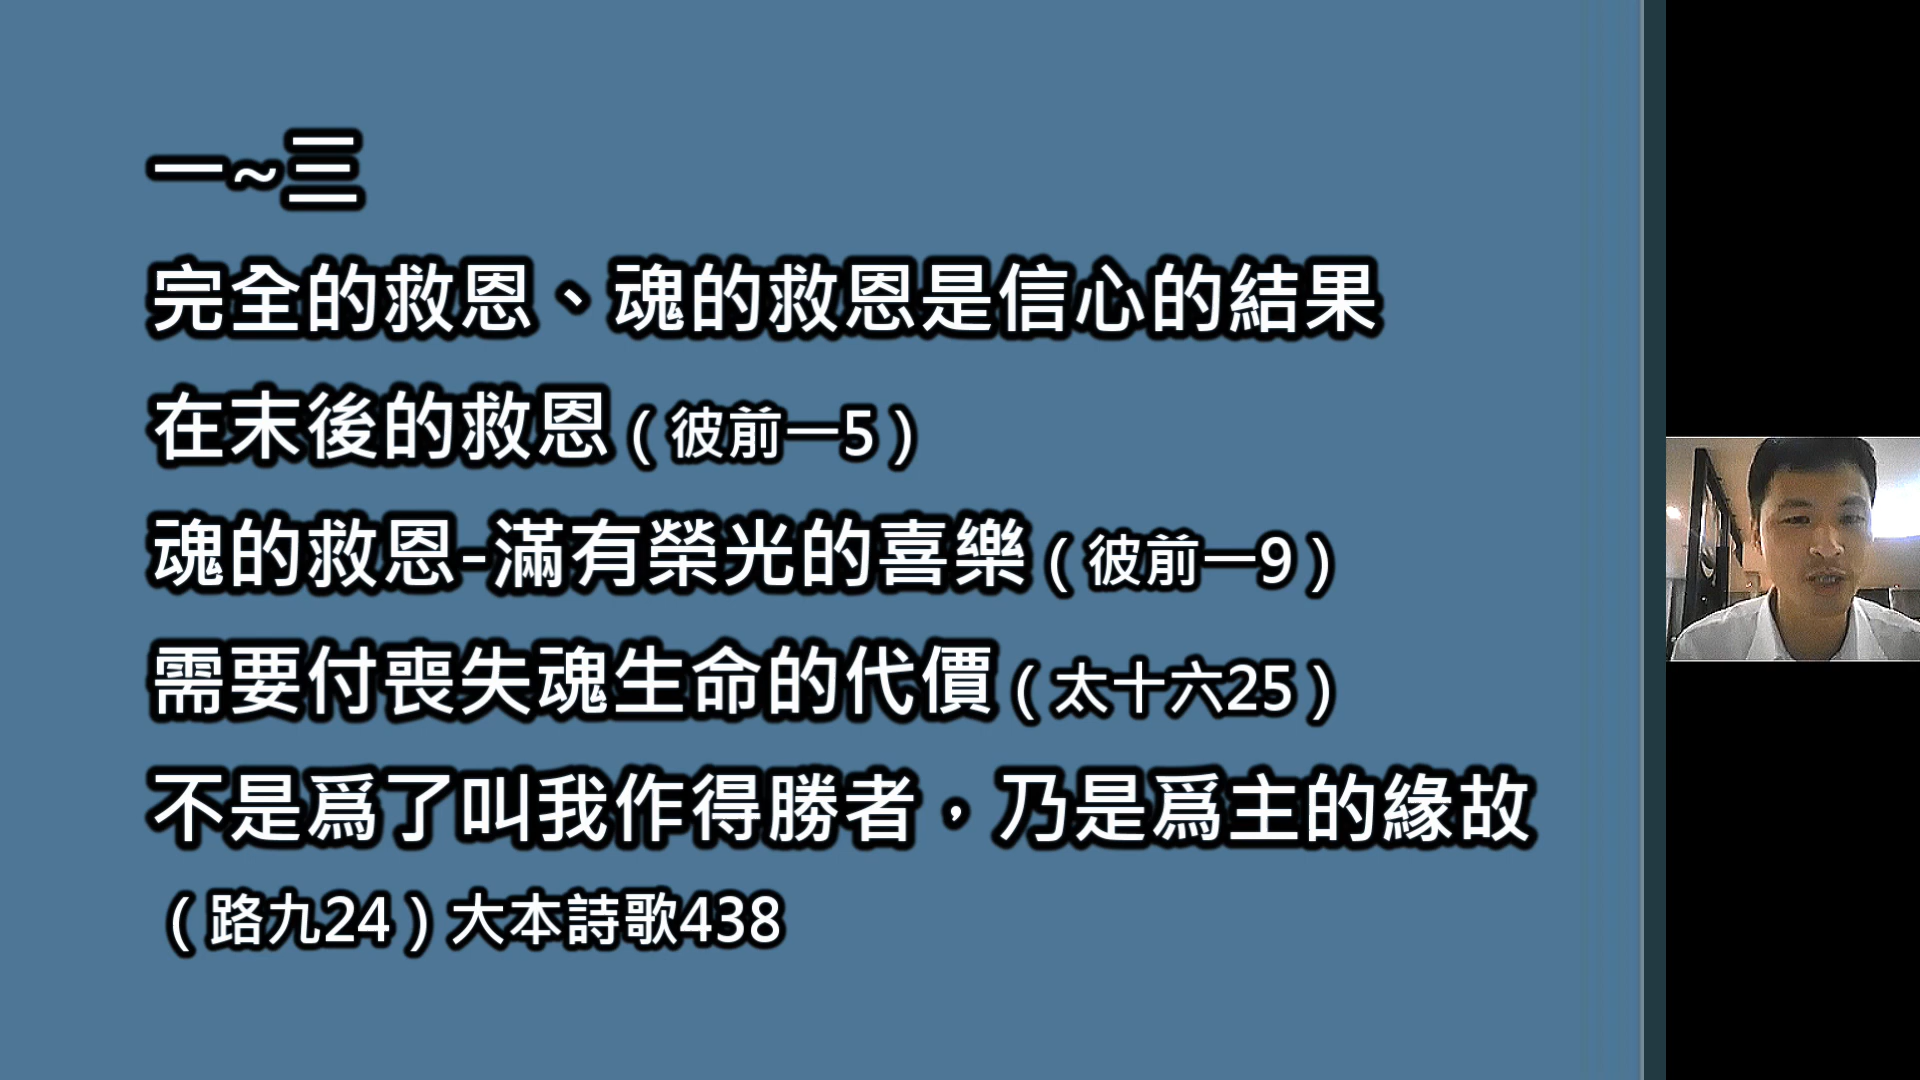 一~三
完全的救恩、魂的救恩是信心的結果
在末後的救恩（彼前一5）
魂的救恩-滿有榮光的喜樂（彼前一9）
需要付喪失魂生命的代價（太十六25）
不是爲了叫我作得勝者，乃是爲主的緣故
（路九24）大本詩歌438